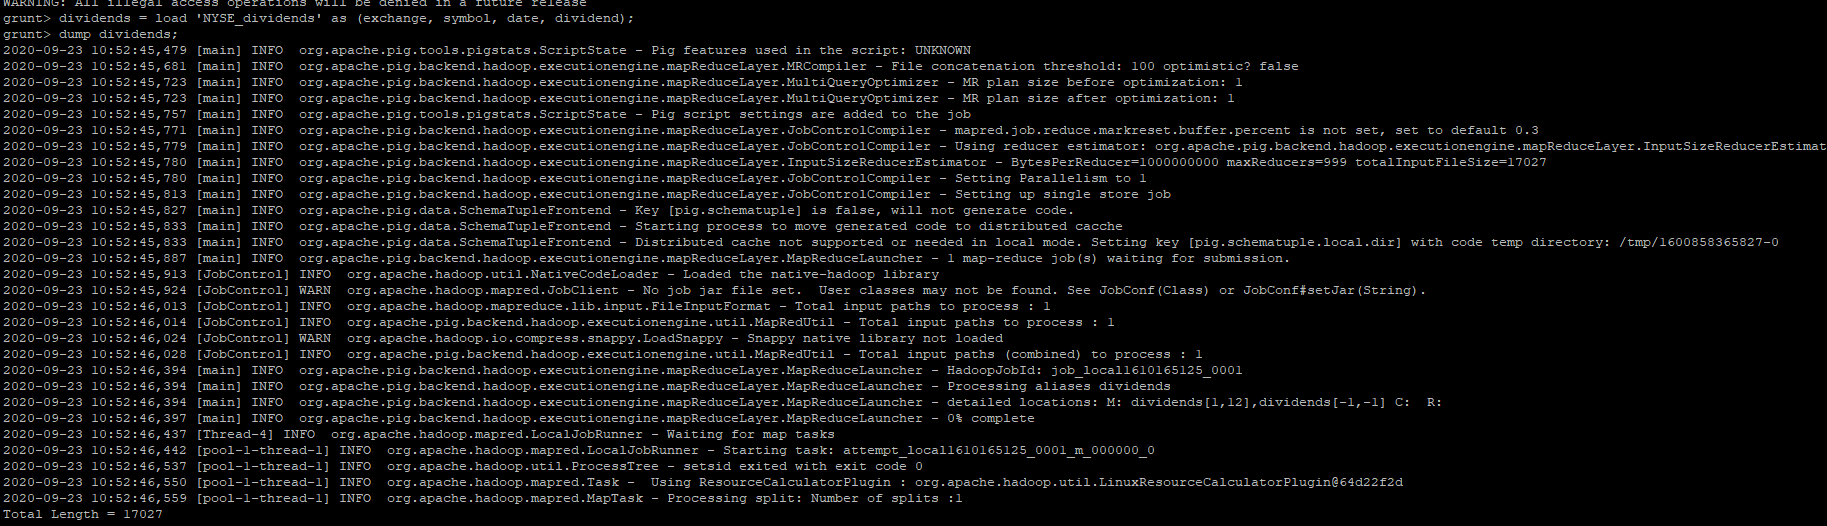 WARNING: All illegal access operations will be denied in a future release
grunt> dividends = load 'NYSE_dividends' as (exchange, symbol, date, dividend);
grunt> dump dividends;
2020-09-23 10:52:45,479 [main] INFO  org.apache.pig.tools.pigstats.ScriptState - Pig features used in the script: UNKNOWN
2020-09-23 10:52:45,681 [main] INFO  org.apache.pig.backend.hadoop.executionengine.mapReduceLayer.MRCompiler - File concatenation threshold: 100 optimistic? false
2020-09-23 10:52:45,723 [main] INFO  org.apache.pig.backend.hadoop.executionengine.mapReduceLayer.MultiQueryOptimizer - MR plan size before optimization: 1
2020-09-23 10:52:45,723 [main] INFO  org.apache.pig.backend.hadoop.executionengine.mapReduceLayer.MultiQueryOptimizer - MR plan size after optimization: 1
2020-09-23 10:52:45,757 [main] INFO  org.apache.pig.tools.pigstats.ScriptState - Pig script settings are added to the job
2020-09-23 10:52:45,771 [main] INFO  org.apache.pig.backend.hadoop.executionengine.mapReduceLayer.JobControlCompiler - mapred.job.reduce.markreset.buffer.percent is not set, set to default 0.3
2020-09-23 10:52:45,779 [main] INFO  org.apache.pig.backend.hadoop.executionengine.mapReduceLayer.JobControlCompiler - Using reducer estimator: org.apache.pig.backend.hadoop.executionengine.mapReduceLayer.InputSizeReducerEstimat
2020-09-23 10:52:45,780 [main] INFO  org.apache.pig.backend.hadoop.executionengine.mapReduceLayer.InputSizeReducerEstimator - BytesPerReducer=1000000000 maxReducers=999 totalInputFileSize=17027
2020-09-23 10:52:45,780 [main] INFO  org.apache.pig.backend.hadoop.executionengine.mapReduceLayer.JobControlCompiler - Setting Parallelism to 1
2020-09-23 10:52:45,813 [main] INFO  org.apache.pig.backend.hadoop.executionengine.mapReduceLayer.JobControlCompiler - Setting up single store job
2020-09-23 10:52:45,827 [main] INFO  org.apache.pig.data.SchemaTupleFrontend - Key [pig.schematuple] is false, will not generate code.
2020-09-23 10:52:45,833 [main] INFO  org.apache.pig.data.SchemaTupleFrontend - Starting process to move generated code to distributed cacche
2020-09-23 10:52:45,833 [main] INFO  org.apache.pig.data.SchemaTupleFrontend - Distributed cache not supported or needed in local mode. Setting key [pig.schematuple.local.dir] with code temp directory: /tmp/1600858365827-0
2020-09-23 10:52:45,887 [main] INFO  org.apache.pig.backend.hadoop.executionengine.mapReduceLayer.MapReduceLauncher - 1 map-reduce job(s) waiting for submission.
2020-09-23 10:52:45,913 [JobControl] INFO  org.apache.hadoop.util.NativeCodeLoader - Loaded the native-hadoop library
2020-09-23 10:52:45,924 [JobControl] WARN  org.apache.hadoop.mapred.JobClient - No job jar file set.  User classes may not be found. See JobConf(Class) or JobConf#setJar(String).
2020-09-23 10:52:46,013 [JobControl] INFO  org.apache.hadoop.mapreduce.lib.input.FileInputFormat - Total input paths to process : 1
2020-09-23 10:52:46,014 [JobControl] INFO  org.apache.pig.backend.hadoop.executionengine.util.MapRedUtil - Total input paths to process : 1
2020-09-23 10:52:46,024 [JobControl] WARN  org.apache.hadoop.io.compress.snappy.LoadSnappy - Snappy native library not loaded
2020-09-23 10:52:46,028 [JobControl] INFO  org.apache.pig.backend.hadoop.executionengine.util.MapRedUtil - Total input paths (combined) to process : 1
2020-09-23 10:52:46,394 [main] INFO  org.apache.pig.backend.hadoop.executionengine.mapReduceLayer.MapReduceLauncher - HadoopJobId: job_local1610165125_0001
2020-09-23 10:52:46,394 [main] INFO  org.apache.pig.backend.hadoop.executionengine.mapReduceLayer.MapReduceLauncher - Processing aliases dividends
2020-09-23 10:52:46,394 [main] INFO  org.apache.pig.backend.hadoop.executionengine.mapReduceLayer.MapReduceLauncher - detailed locations: M: dividends[1,12],dividends[-1,-1] C:  R:
2020-09-23 10:52:46,397 [main] INFO  org.apache.pig.backend.hadoop.executionengine.mapReduceLayer.MapReduceLauncher - 0% complete
2020-09-23 10:52:46,437 [Thread-4] INFO  org.apache.hadoop.mapred.LocalJobRunner - Waiting for map tasks
2020-09-23 10:52:46,442 [pool-1-thread-1] INFO  org.apache.hadoop.mapred.LocalJobRunner - Starting task: attempt_local1610165125_0001_m_000000_0
2020-09-23 10:52:46,537 [pool-1-thread-1] INFO  org.apache.hadoop.util.ProcessTree - setsid exited with exit code 0
2020-09-23 10:52:46,550 [pool-1-thread-1] INFO  org.apache.hadoop.mapred.Task -  Using ResourceCalculatorPlugin : org.apache.hadoop.util.LinuxResourceCalculatorPlugin@64d22f2d
2020-09-23 10:52:46,559 [pool-1-thread-1] INFO  org.apache.hadoop.mapred.MapTask - Processing split: Number of splits :1
Total Length = 17027